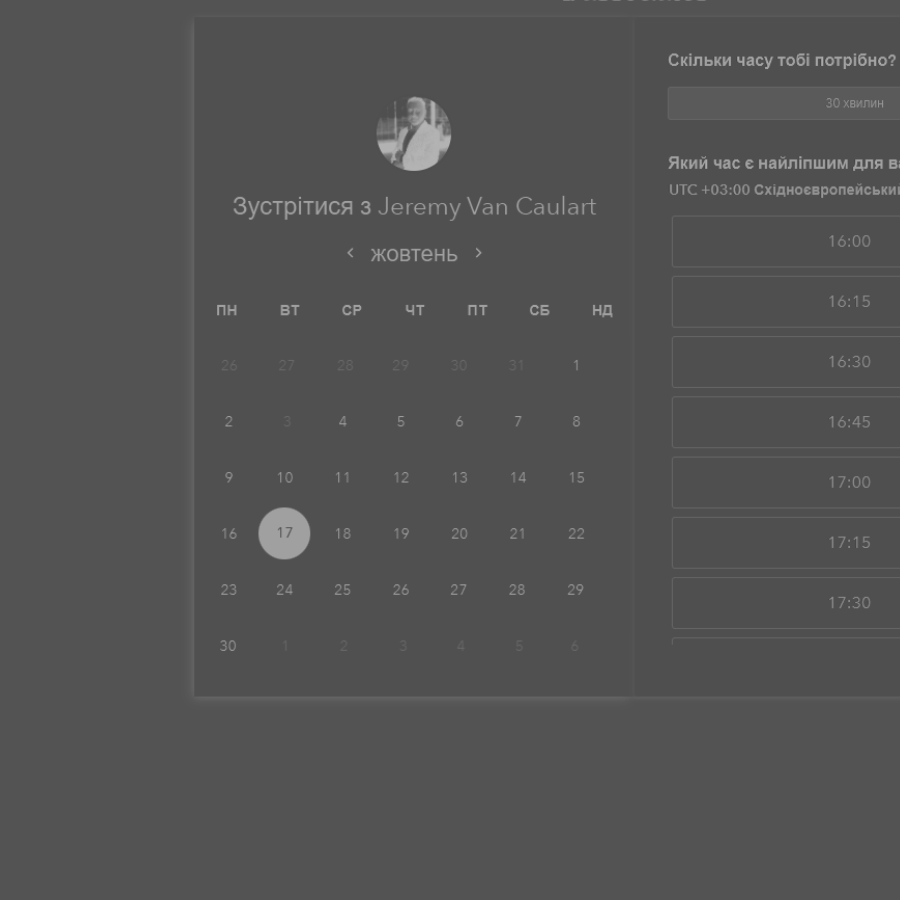 Зустрітися з Jeremy Van Caulart
жовтень
ПН ВТ СР ЧТ ПТ СБ НД
26 27 28 29 30 31 1
2 3 4 5 6 7 8
9 10 11 12 13 14 15
16 17 18 19 20 21 22
23 24 25 26 27 28 29
30 1 2 3 4 5 6
Скільки часу тобі потрібно?
30 хвилин
Який час є найліпшим для
UTC +03:00
16:00
16:15
16:30
16:45
17:00
17:15
17:30